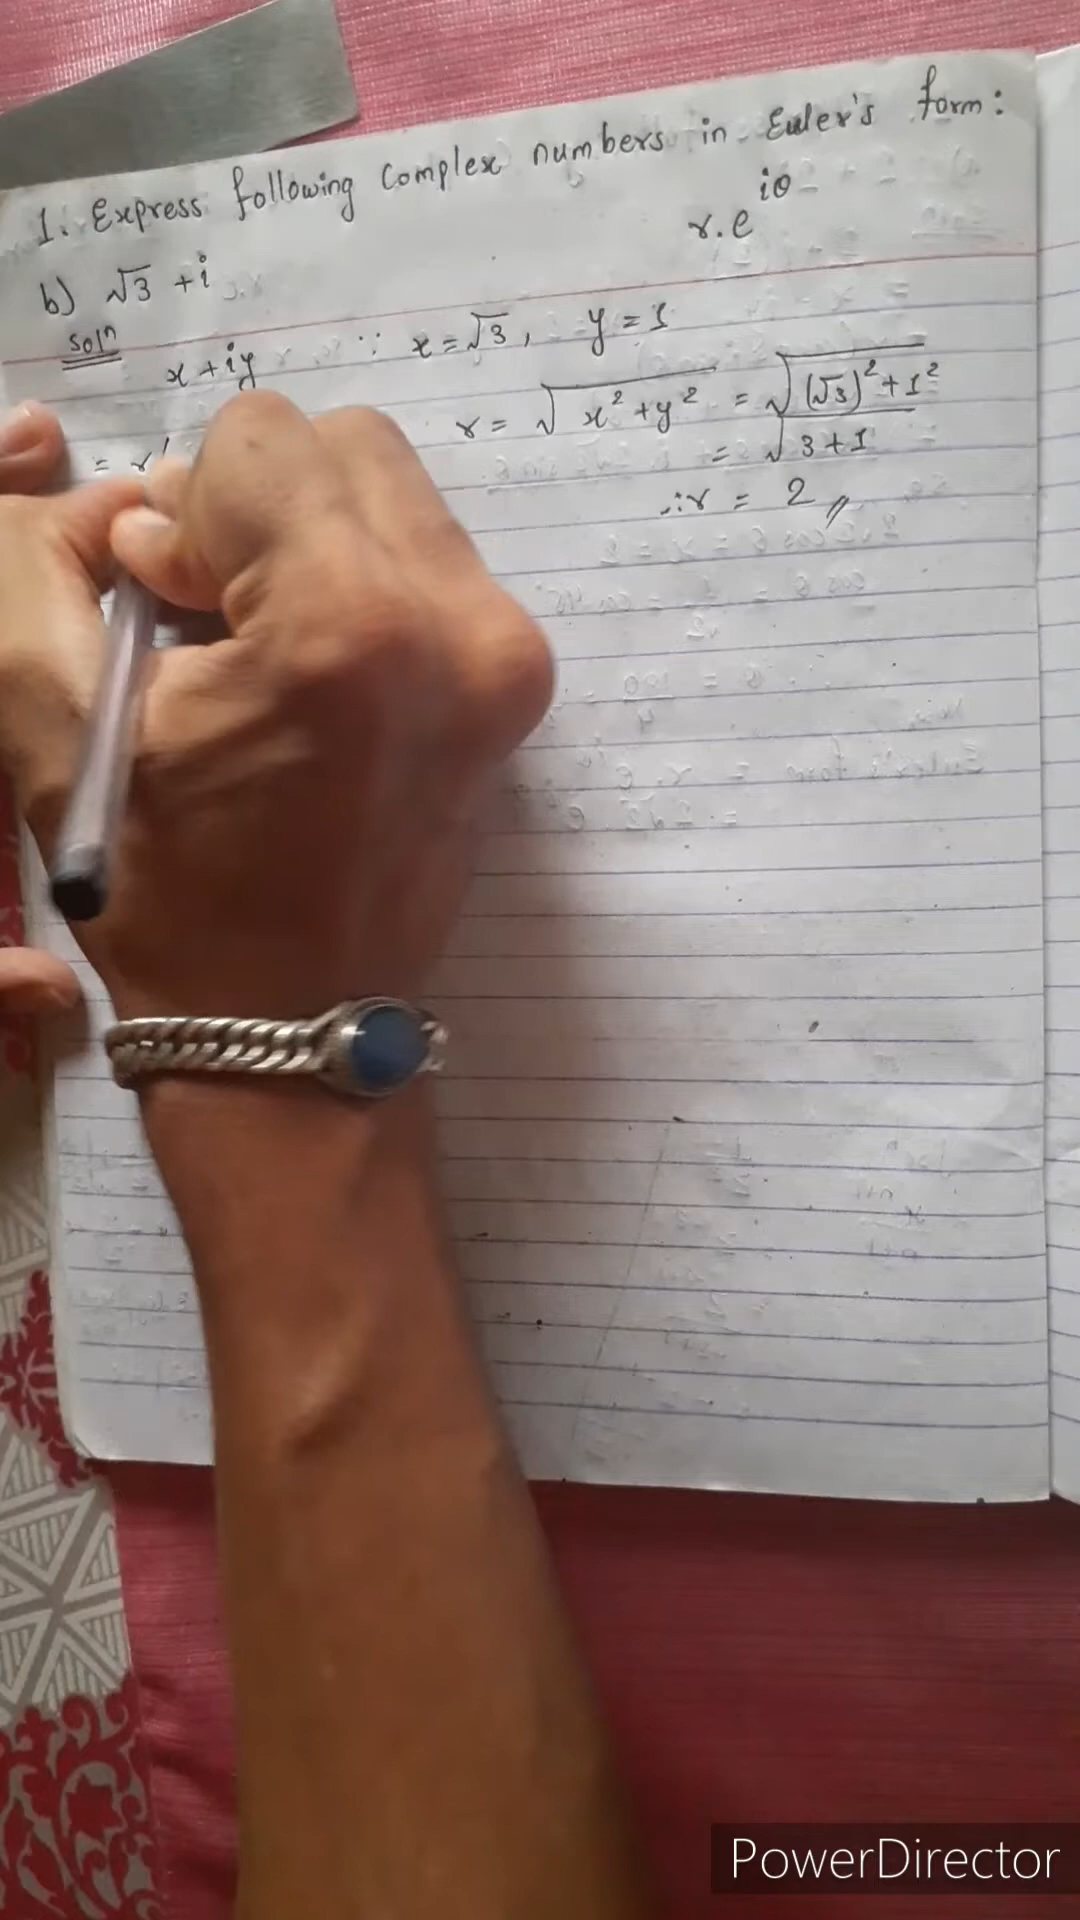 1. Express following Complex numbers in Euler's form:
r.e^iθ
b) √3 + i
Soln
x + iy ∵ x = √3, y = 1
r = √x² + y² = √(√3)² + 1²
= r
= √3 + 1
∴ r = 2 //
PowerDirector